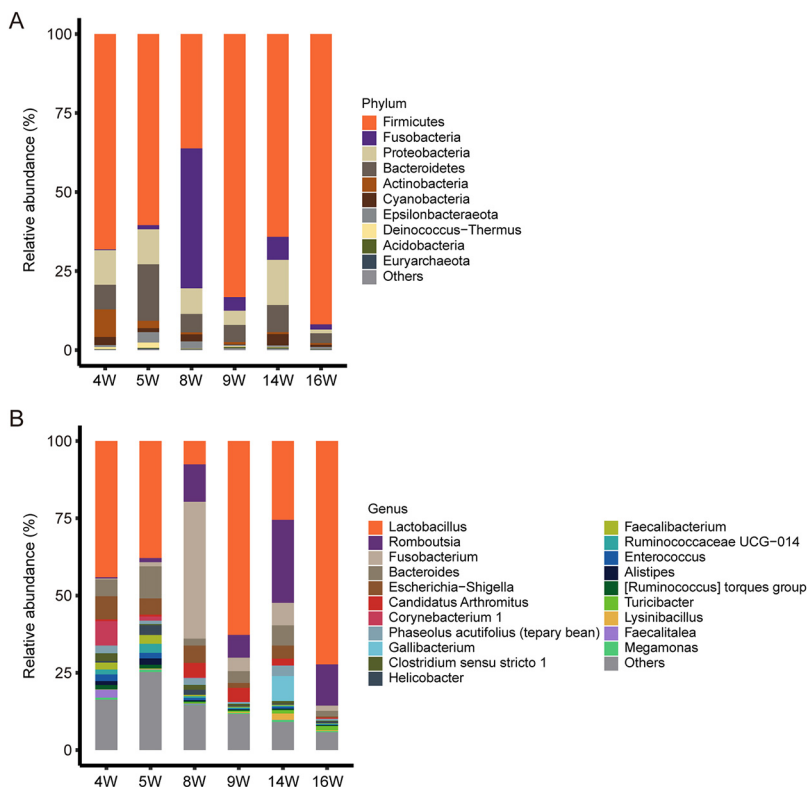 A
Relative abundance (%)
100
75
50
25
0
4W 5W 8W 9W 14W 16W
Phylum
Firmicutes
Fusobacteria
Proteobacteria
Bacteroidetes
Actinobacteria
Cyanobacteria
Epsilonbacteraeota
Deinococcus−Thermus
Acidobacteria
Euryarchaeota
Others
B
Relative abundance (%)
100
75
50
25
0
4W 5W 8W 9W 14W 16W
Genus
Lactobacillus
Romboutsia
Fusobacterium
Bacteroides
Escherichia−Shigella
Candidatus Arthromitus
Corynebacterium 1
Phaseolus acutifolius (tepary bean)
Gallibacterium
Clostridium sensu stricto 1
Helicobacter
Faecalibacterium
Ruminococcaceae UCG−014
Enterococcus
Alistipes
[Ruminococcus] torques group
Turicibacter
Lysinibacillus
Faecalitalea
Megamonas
Others